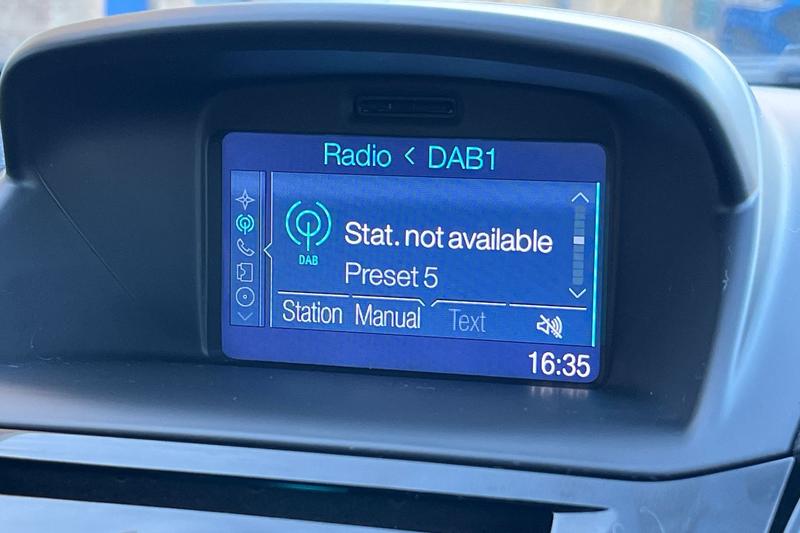 Radio < DAB1
DAB
Stat. not available
Preset 5
Station Manual Text
16:35